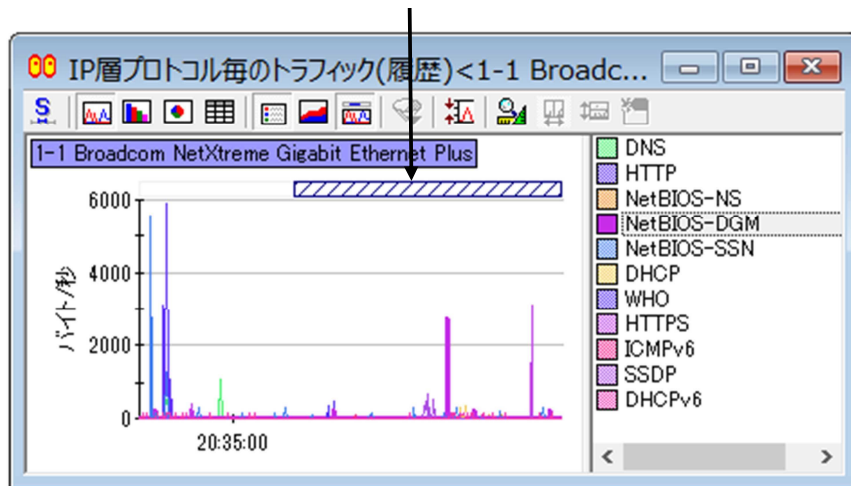 IP層プロトコル毎のトラフィック(履歴)<1-1 Broadc...
1-1 Broadcom NetXtreme Gigabit Ethernet Plus
6000
4000
2000
0
バイト/秒
20:35:00
DNS
HTTP
NetBIOS-NS
NetBIOS-DGM
NetBIOS-SSN
DHCP
WHO
HTTPS
ICMPv6
SSDP
DHCPv6